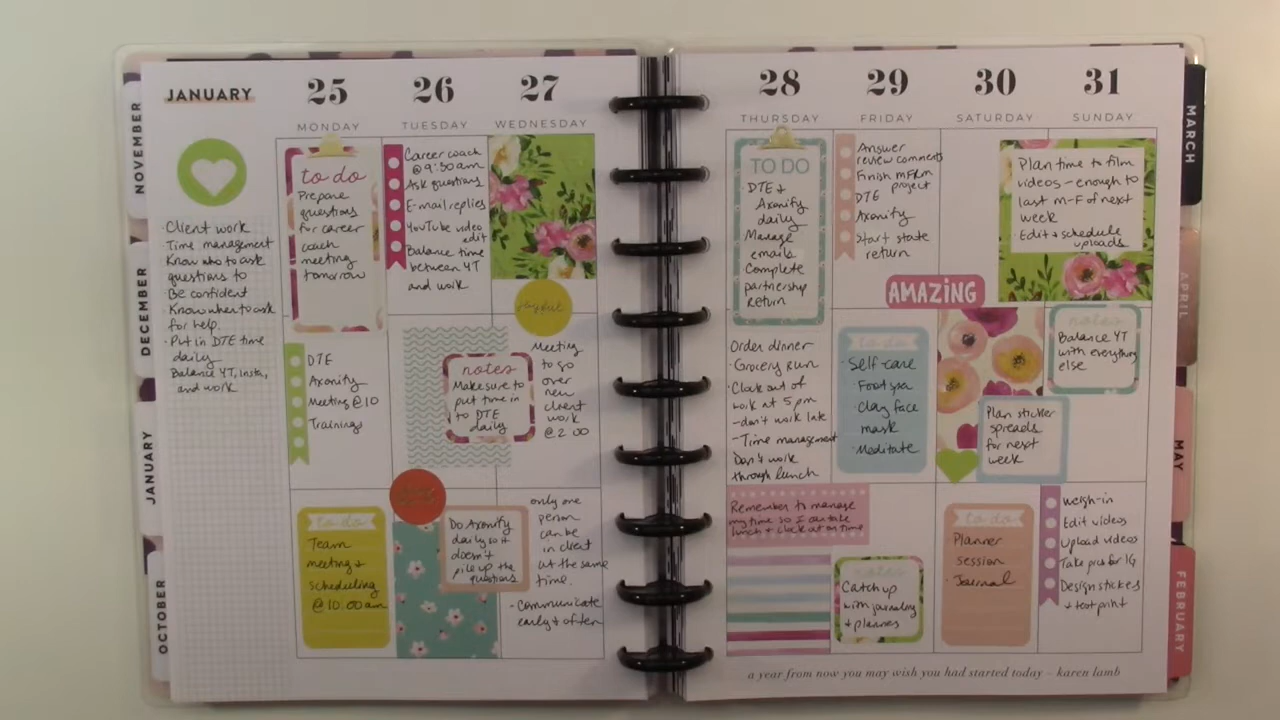 JANUARY
25
MONDAY
26
TUESDAY
27
WEDNESDAY
28
THURSDAY
29
FRIDAY
30
SATURDAY
31
SUNDAY
NOVEMBER
DECEMBER
JANUARY
OCTOBER
MARCH
APRIL
MAY
FEBRUARY
· Client work
· Time management
· Know who to ask
questions to
· Be confident
· Know when to ask
for help.
· Put in DTE time
daily
· Balance YT, Insta,
and work
to do
Prepare
questions
for career
coach
meeting
tomorrow
DTE
Axonify
Meeting @ 10
Trainings
to do
Team
meeting +
scheduling
@ 10:00 am
Career coach
@ 9:30 am
Ask questions
E-mail replies
YouTube video
edit
Balance time
between YT
and work
notes
Make sure to
put time in
to DTE
daily
Do Axonify
daily so it
doesn't
pile up the
questions
playful
Meeting
to go
over
new
client
work
@ 2:00
only one
person
can be
in client
at the same
time.
- Communicate
early + often
TO DO
· DTE +
Axonify
daily
Manage
emails
Complete
partnership
return
Order dinner
· Grocery Run
· Clock out of
work at 5 pm
- don't work late
- Time management
Don't work
through lunch
Remember to manage
my time so I can take
lunch & clock out on time
Answer
review comments
Finish MFRM
project
DTE
Axonify
Start state
return
AMAZING
to do
· Self-care
Foot spa
· Clay face
mask
· Meditate
notes
Catch up
with journaling
+ planner
Plan time to film
videos - enough to
last M-F of next
week
· Edit + schedule
uploads
Plan sticker
spreads
for next
week
to do
Planner
session
· Journal
notes
Balance YT
with everything
else
weigh-in
Edit videos
Upload videos
Take pics for IG
Design stickers
+ test print
a year from now you may wish you had started today – karen lamb